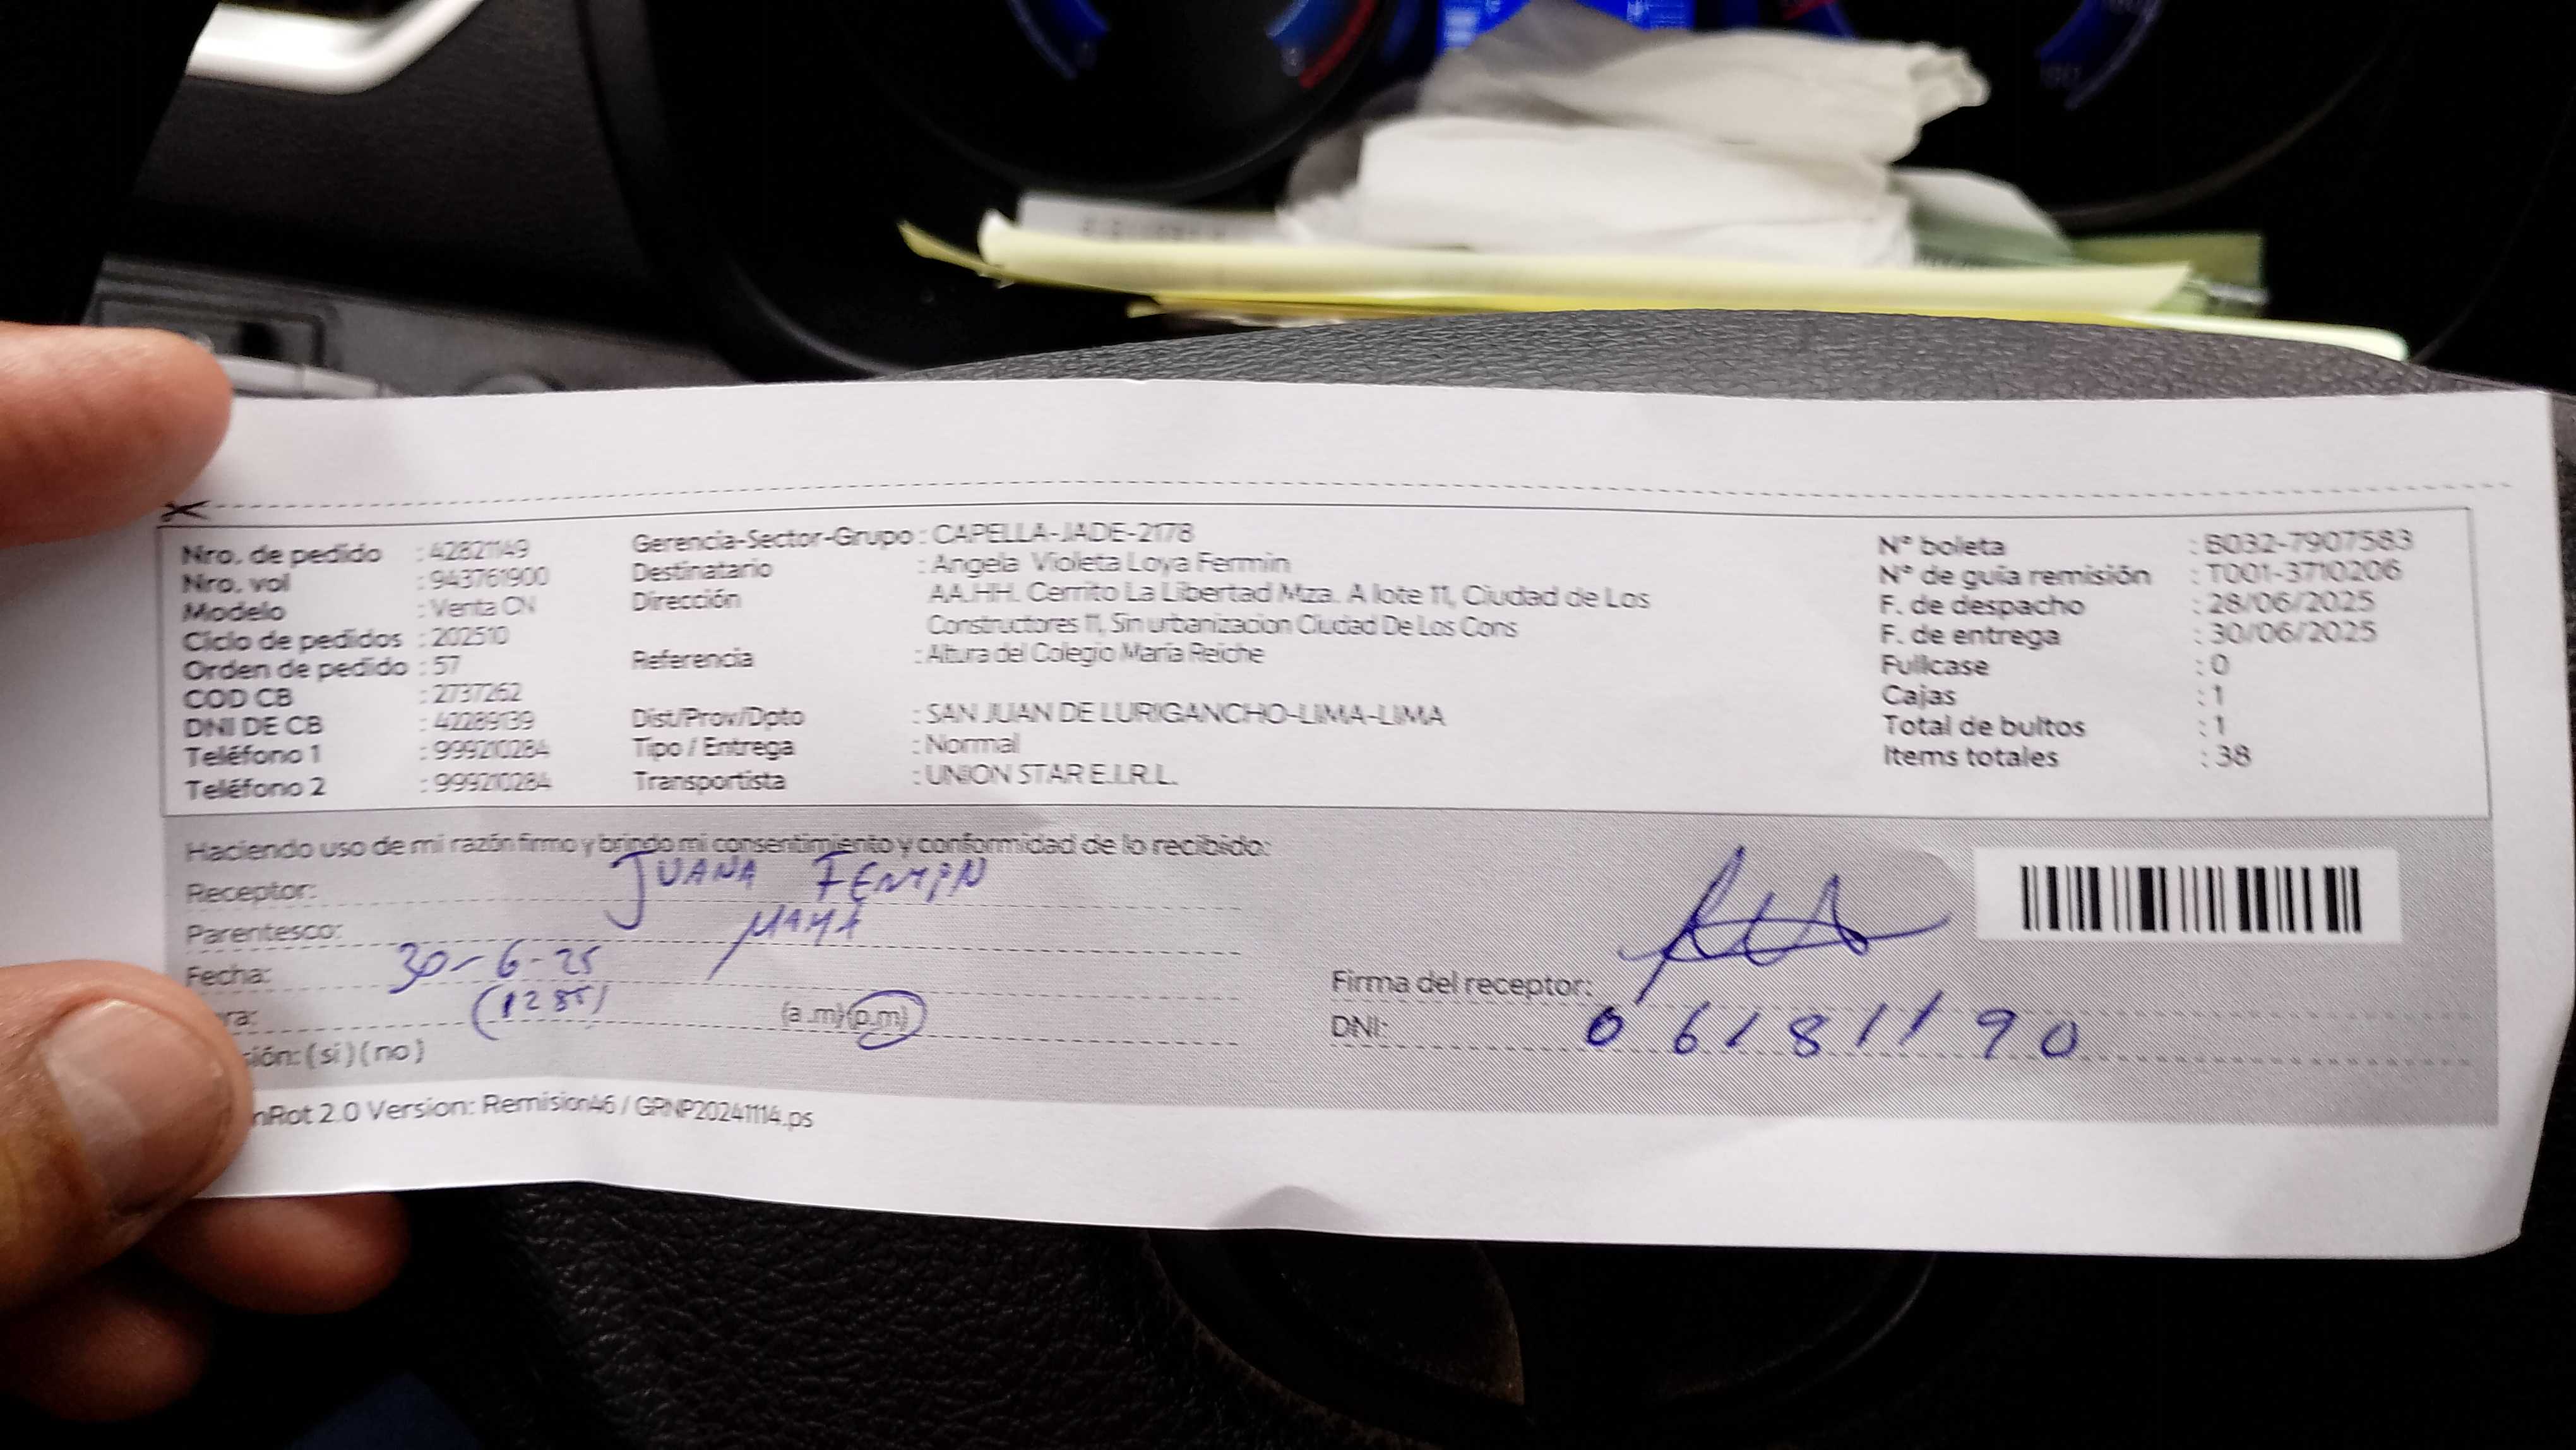 Nro. de pedido : 42821149
Nro. vol : 943761900
Modelo : Venta CN
Ciclo de pedidos : 202510
Orden de pedido : 57
COD CB : 2737262
DNI DE CB : 42289139
Teléfono 1 : 999210284
Teléfono 2 : 999210284
Gerencia-Sector-Grupo : CAPELLA-JADE-2178
Destinatario : Angela Violeta Loya Fermin
Dirección AA.HH. Cerrito La Libertad Mza. A lote 11, Ciudad de Los
Constructores 11, Sin urbanizacion Ciudad De Los Cons
Referencia : Altura del Colegio María Reiche
Dist/Prov/Dpto : SAN JUAN DE LURIGANCHO-LIMA-LIMA
Tipo / Entrega : Normal
Transportista : UNION STAR E.I.R.L.
N° boleta : B032-7907583
N° de guía remisión : T001-3710206
F. de despacho : 28/06/2025
F. de entrega : 30/06/2025
Fullcase : 0
Cajas : 1
Total de bultos : 1
Items totales : 38
Haciendo uso de mi razón firmo y brindo mi consentimiento y conformidad de lo recibido:
Receptor: JUANA FERMIN
Parentesco: MAMA
Fecha: 30-6-25
ra: (a.m)(p.m)
sión: (si) (no)
Firma del receptor:
DNI: 06181190
nRot 2.0 Version: Remision46 / GRNP20241114.ps